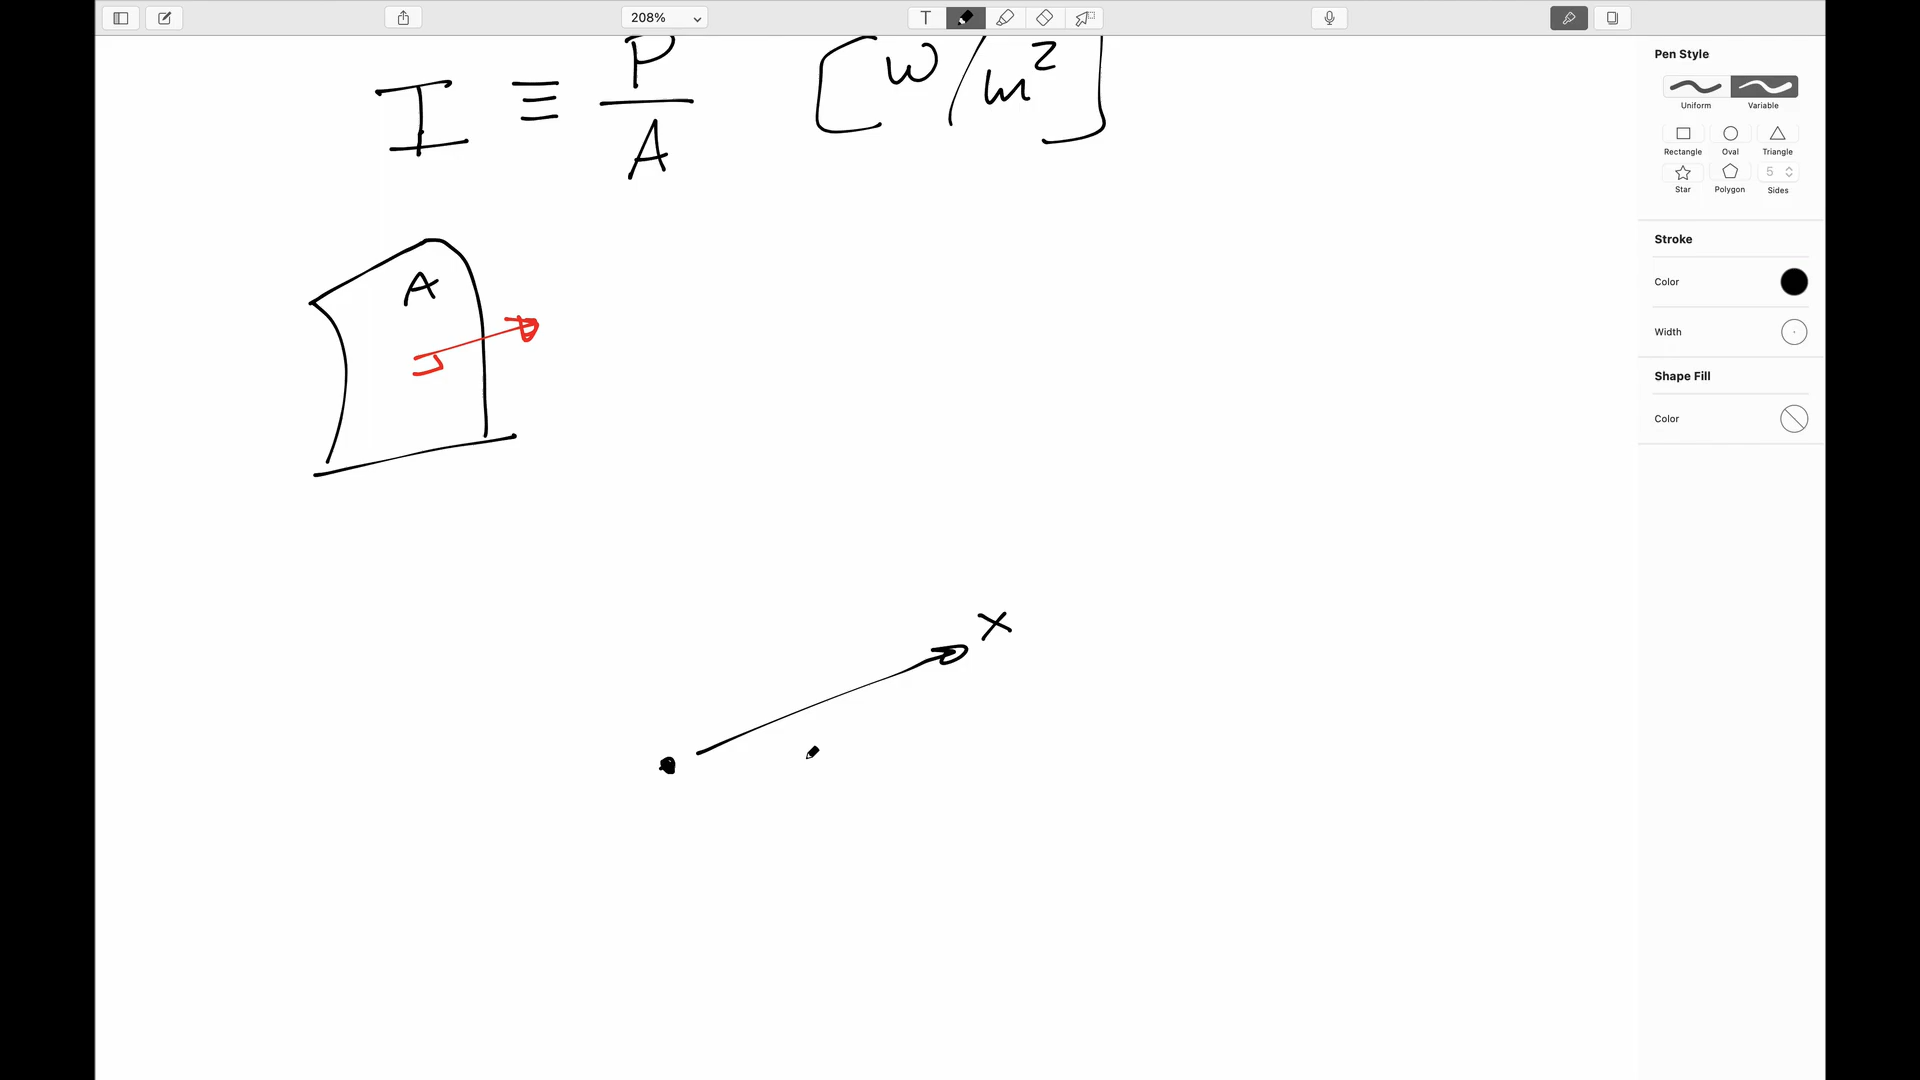 208%
T
Pen Style
Uniform
Variable
Rectangle
Oval
Triangle
5
Star
Polygon
Sides
Stroke
Color
Width
Shape Fill
Color
I ≡ P/A [W/m²]
A
x